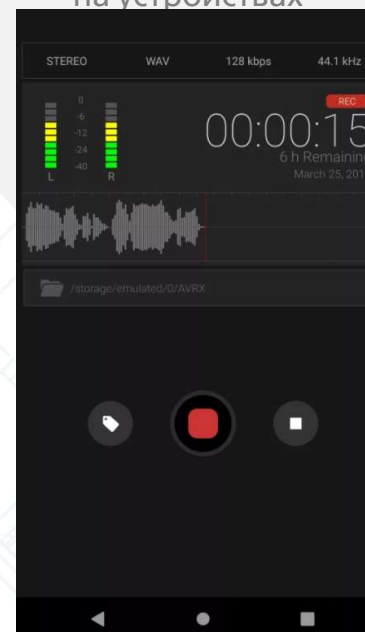 на устройствах
STEREO WAV 128 kbps 44.1 kHz
REC
0
-6
-12
-24
-40
L R
00:00:15
6 h Remaining
March 25, 201
/storage/emulated/0/AVRX